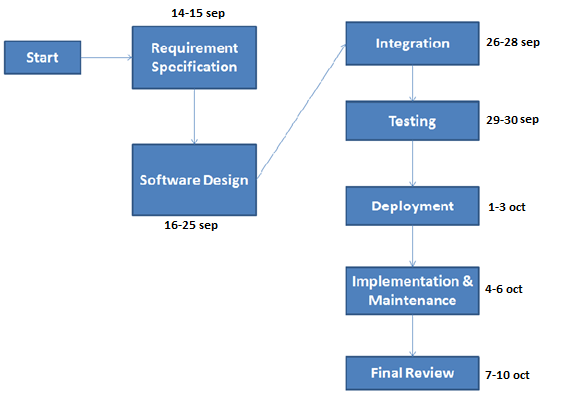 14-15 sep
Start
Requirement
Specification
Software Design
16-25 sep
Integration
26-28 sep
Testing
29-30 sep
Deployment
1-3 oct
Implementation &
Maintenance
4-6 oct
Final Review
7-10 oct